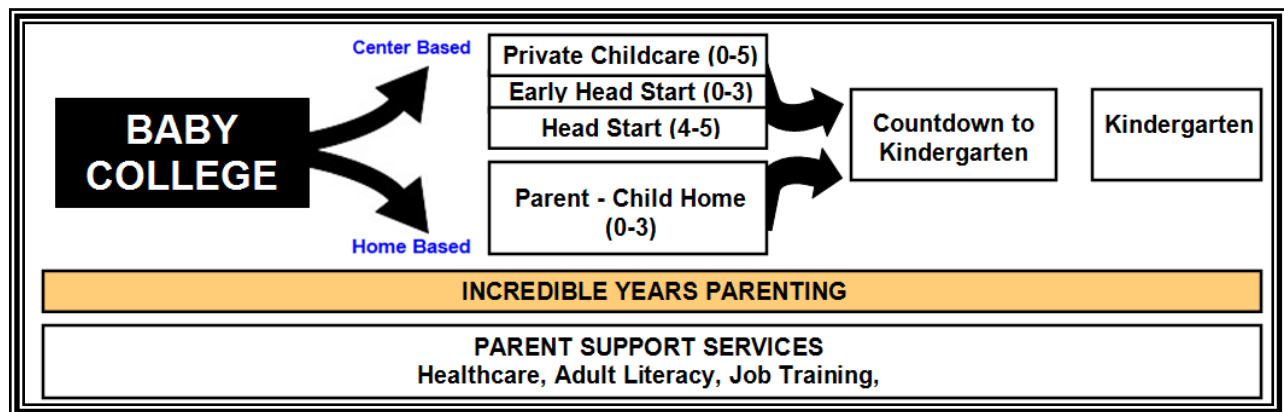 BABY
COLLEGE
Center Based
Home Based
Private Childcare (0-5)
Early Head Start (0-3)
Head Start (4-5)
Parent - Child Home
(0-3)
Countdown to
Kindergarten
Kindergarten
INCREDIBLE YEARS PARENTING
PARENT SUPPORT SERVICES
Healthcare, Adult Literacy, Job Training,